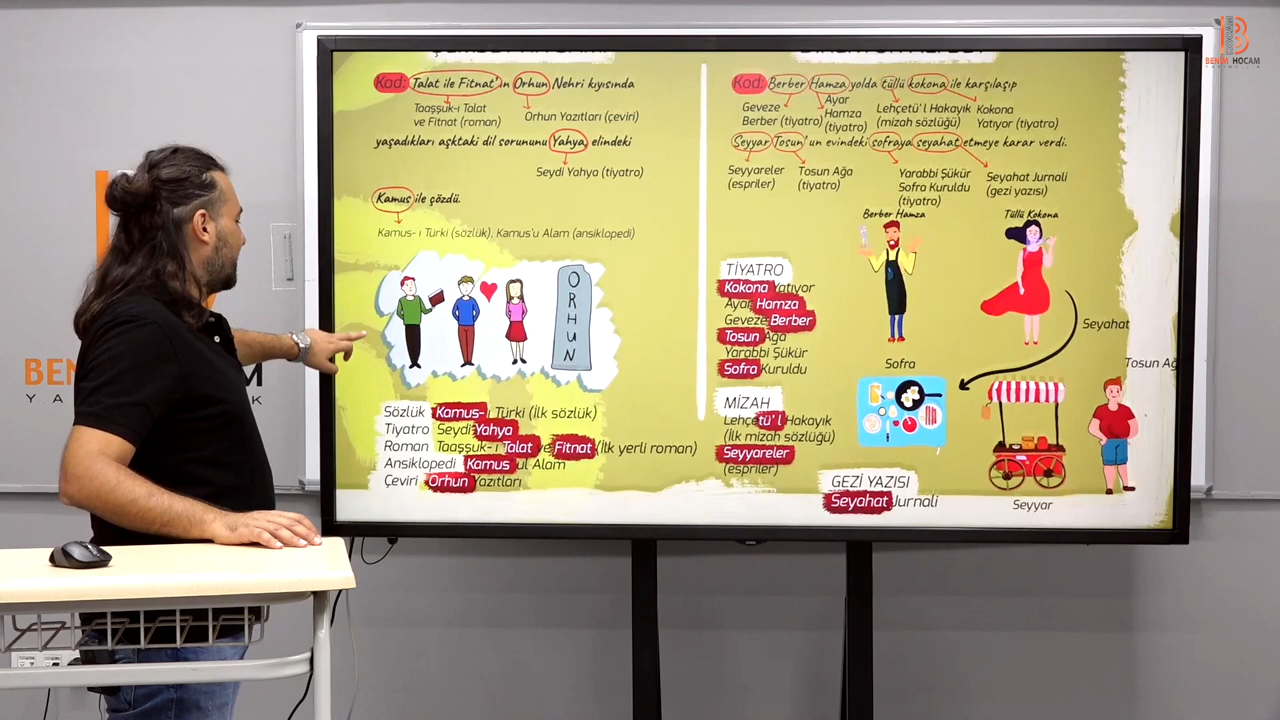 Kod: Talat ile Fitnat'ın Orhun Nehri kıyısında
Taaşşuk-ı Talat
ve Fitnat (roman)
Orhun Yazıtları (çeviri)
yaşadıkları aşktaki dil sorununu Yahya elindeki
Seydi Yahya (tiyatro)
Kamus ile çözdü.
Kamus- ı Türki (sözlük), Kamus'u Alam (ansiklopedi)
ORHUN
Sözlük Kamus-ı Türki (İlk sözlük)
Tiyatro Seydi Yahya
Roman Taaşşuk-ı Talat ve Fitnat (İlk yerli roman)
Ansiklopedi Kamus'ul Alam
Çeviri Orhun Yazıtları
Kod: Berber Hamza yolda tüllü kokona ile karşılaşıp
Geveze
Berber (tiyatro)
Ayar
Hamza
(tiyatro)
Lehçetü' l Hakayık
(mizah sözlüğü)
Kokona
Yatıyor (tiyatro)
Seyyar Tosun'un evindeki sofraya seyahat etmeye karar verdi.
Seyyareler
(espriler)
Tosun Ağa
(tiyatro)
Yarabbi Şükür
Sofra Kuruldu
(tiyatro)
Seyahat Jurnali
(gezi yazısı)
Berber Hamza
Tüllü Kokona
TİYATRO
Kokona Yatıyor
Ayar Hamza
Geveze Berber
Tosun Ağa
Yarabbi Şükür
Sofra Kuruldu
MİZAH
Lehçetü' l Hakayık
(İlk mizah sözlüğü)
Seyyareler
(espriler)
GEZİ YAZISI
Seyahat Jurnali
Sofra
Seyahat
Tosun Ağ
Seyyar
BENİM HOCAM
YAYINCILIK